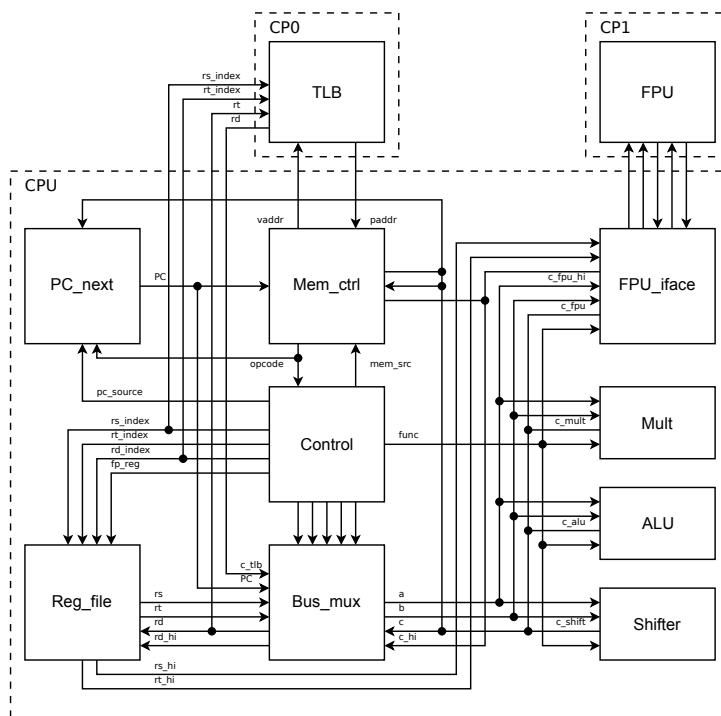 CP0
CP1
rs_index
rt_index
rt
rd
TLB
FPU
CPU
vaddr
paddr
PC_next
PC
Mem_ctrl
c_fpu_hi
c_fpu
FPU_iface
opcode
mem_src
pc_source
rs_index
rt_index
rd_index
fp_reg
Control
func
c_mult
Mult
c_alu
ALU
c_tlb
PC
Reg_file
rs
rt
rd
rd_hi
Bus_mux
a
b
c
c_hi
c_shift
Shifter
rs_hi
rt_hi